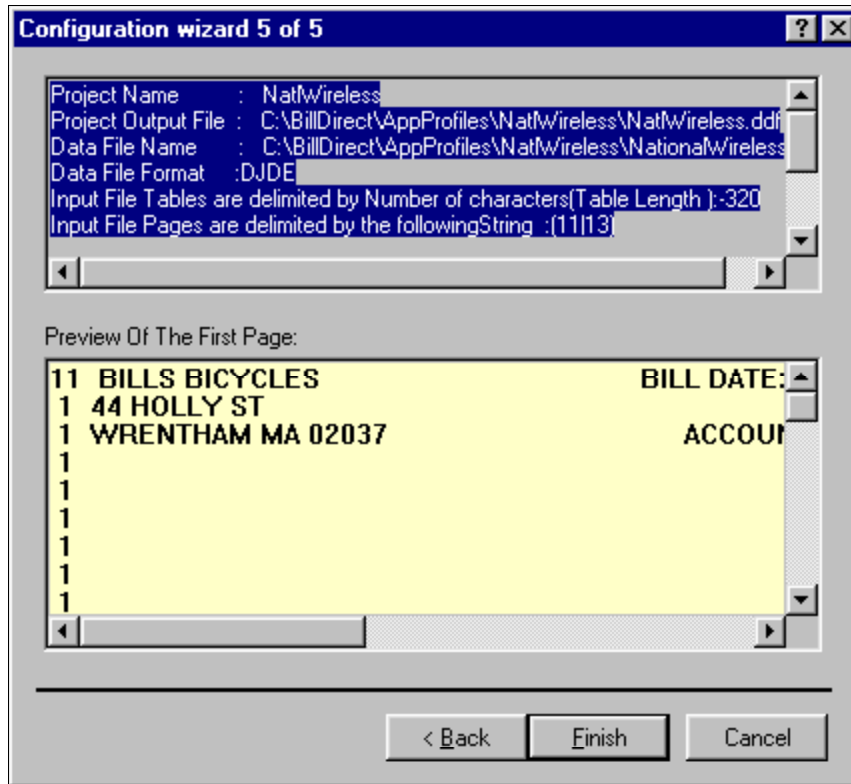 Configuration wizard 5 of 5
Project Name : NatlWireless
Project Output File : C:\BillDirect\AppProfiles\NatlWireless\NatlWireless.ddf
Data File Name : C:\BillDirect\AppProfiles\NatlWireless\NationalWireless
Data File Format :DJDE
Input File Tables are delimited by Number of characters(Table Length ):-320
Input File Pages are delimited by the followingString :(11|13)
Preview Of The First Page:
11 BILLS BICYCLES BILL DATE:
1 44 HOLLY ST
1 WRENTHAM MA 02037 ACCOUN
1
1
1
1
1
1
< Back Finish Cancel